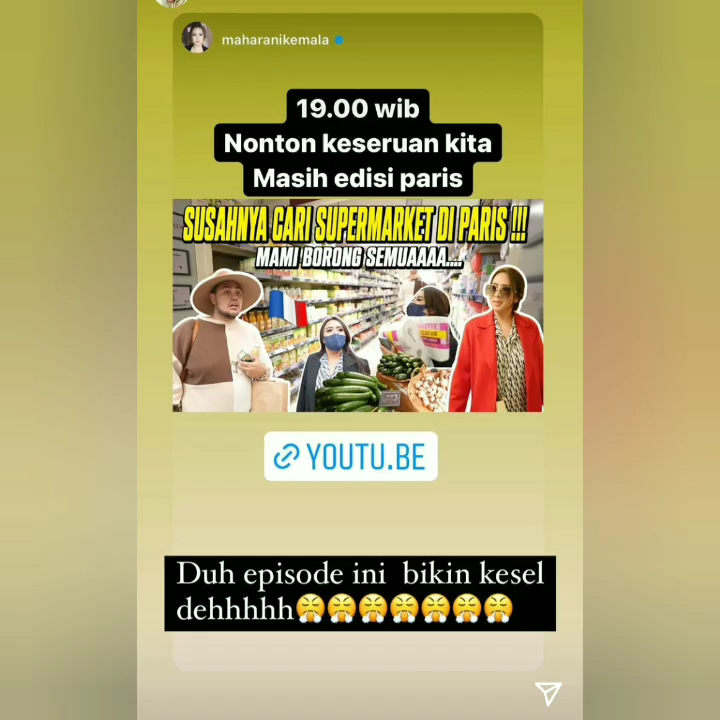 maharanikemala
19.00 wib
Nonton keseruan kita
Masih edisi paris
SUSAHNYA CARI SUPERMARKET DI PARIS !!!
MAMI BORONG SEMUAAAA....
YOUTU.BE
Duh episode ini bikin kesel
dehhhhh😤😤😤😤😤😤😤